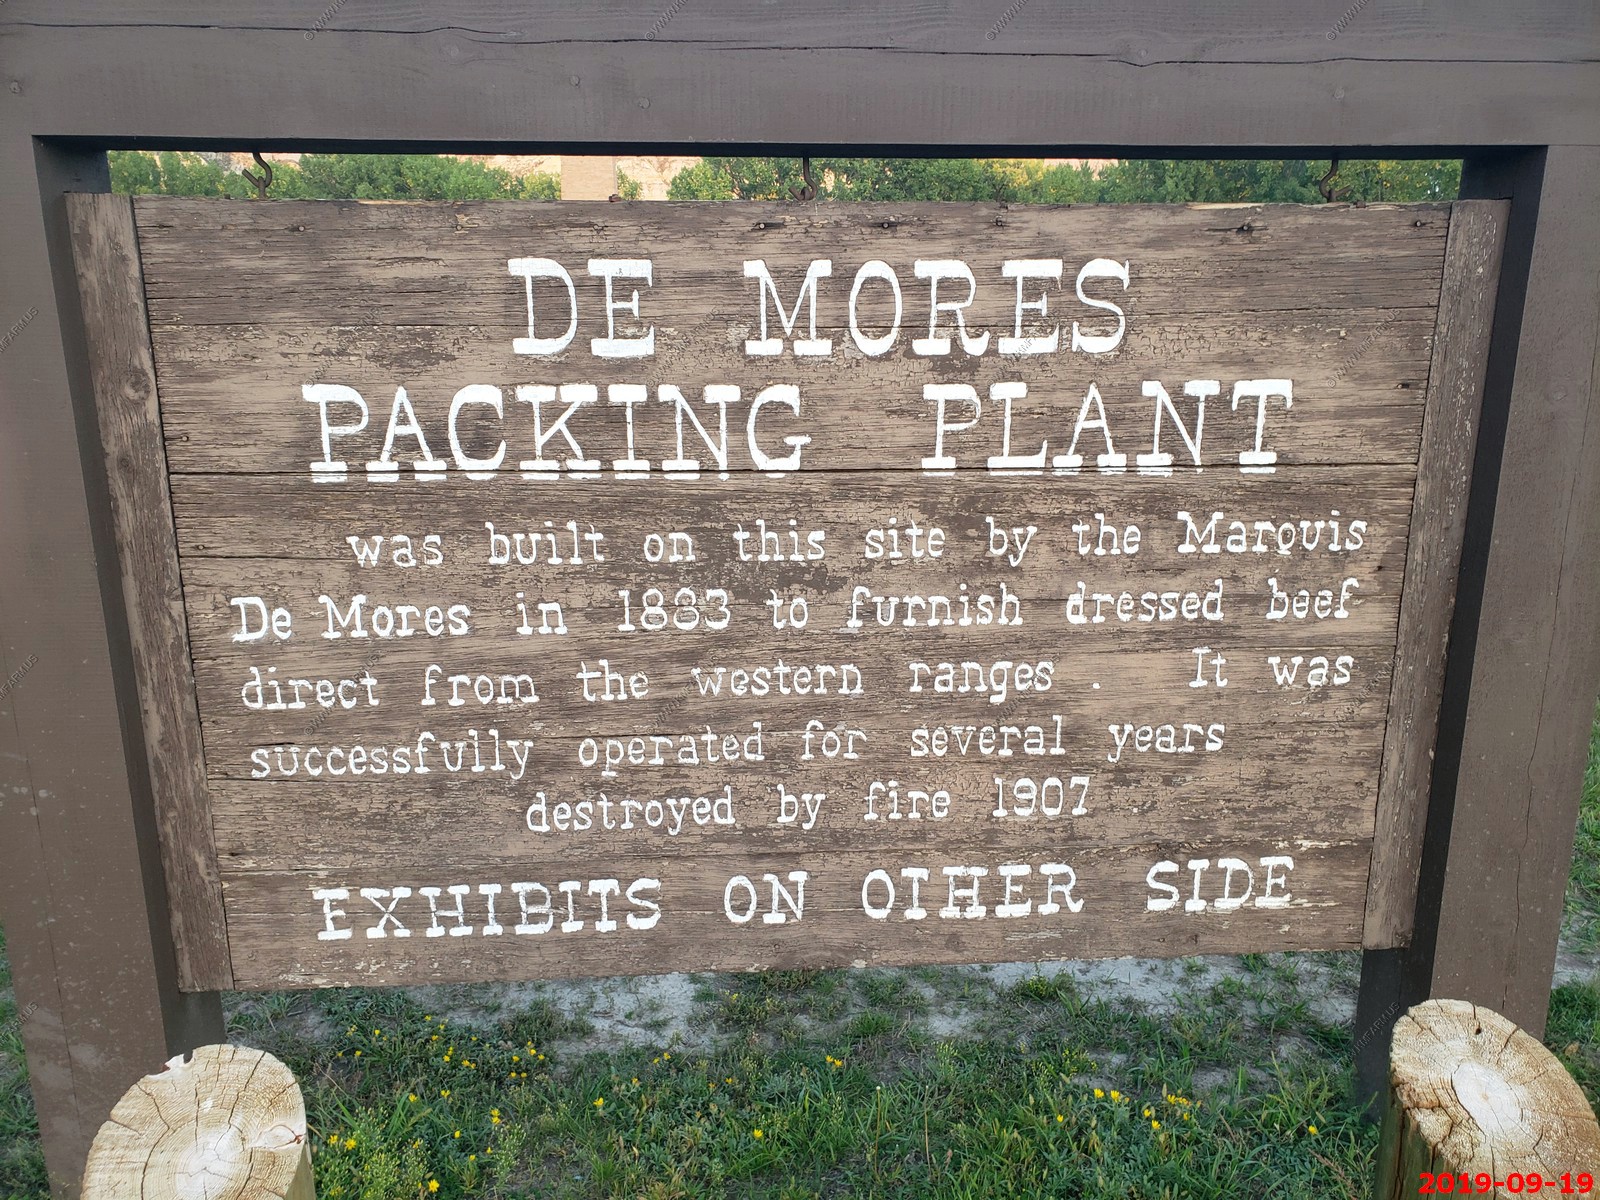 DE MORES
PACKING PLANT
was built on this site by the Marquis
De Mores in 1883 to furnish dressed beef
direct from the western ranges . It was
successfully operated for several years
destroyed by fire 1907
EXHIBITS ON OTHER SIDE
2019-09-19